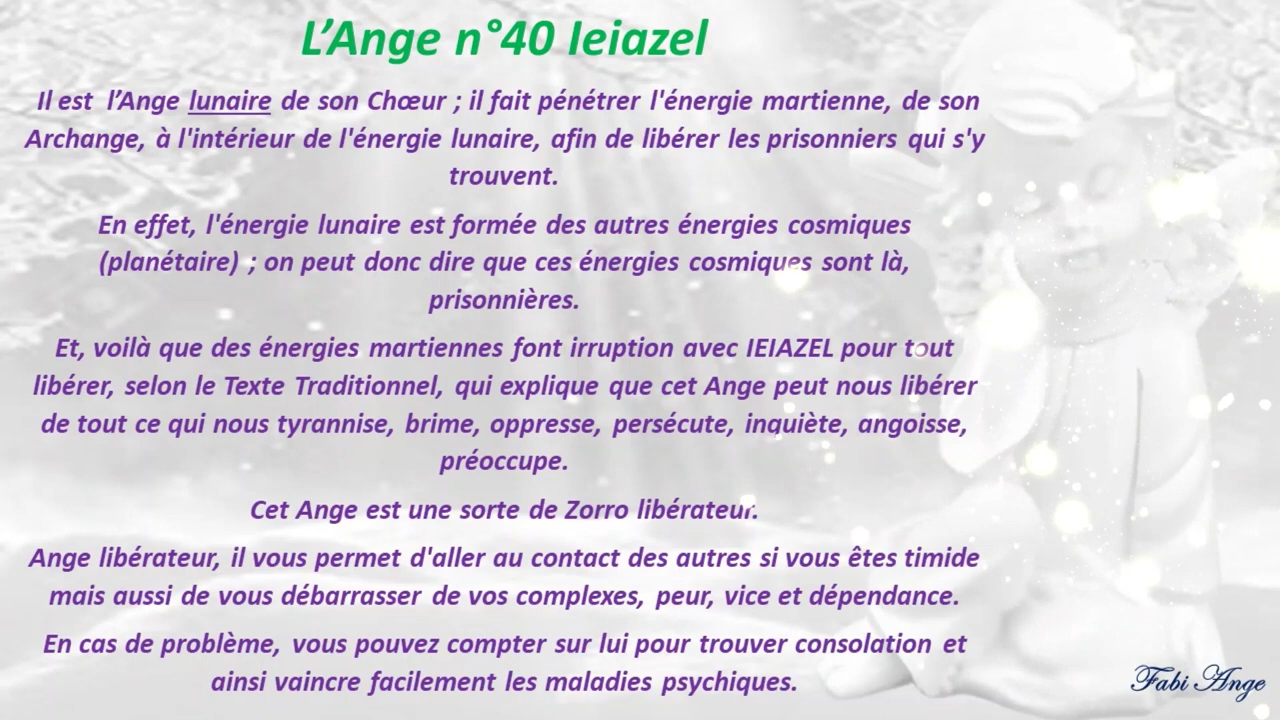 L’Ange n°40 Ieiazel
Il est l’Ange lunaire de son Chœur ; il fait pénétrer l'énergie martienne, de son
Archange, à l'intérieur de l'énergie lunaire, afin de libérer les prisonniers qui s'y
trouvent.
En effet, l'énergie lunaire est formée des autres énergies cosmiques
(planétaire) ; on peut donc dire que ces énergies cosmiques sont là,
prisonnières.
Et, voilà que des énergies martiennes font irruption avec IEIAZEL pour tout
libérer, selon le Texte Traditionnel, qui explique que cet Ange peut nous libérer
de tout ce qui nous tyrannise, brime, oppresse, persécute, inquiète, angoisse,
préoccupe.
Cet Ange est une sorte de Zorro libérateur.
Ange libérateur, il vous permet d'aller au contact des autres si vous êtes timide
mais aussi de vous débarrasser de vos complexes, peur, vice et dépendance.
En cas de problème, vous pouvez compter sur lui pour trouver consolation et
ainsi vaincre facilement les maladies psychiques.
Fabi Ange